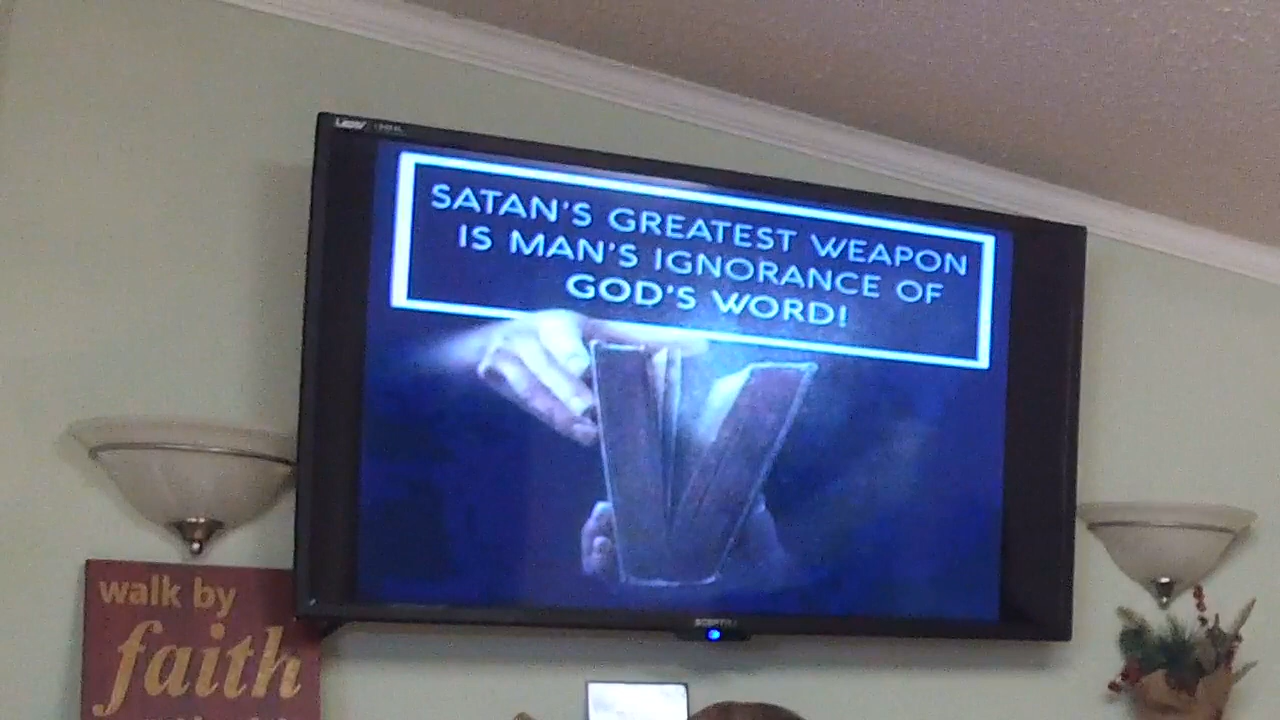 SATAN'S GREATEST WEAPON
IS MAN'S IGNORANCE OF
GOD'S WORD!
walk by
faith